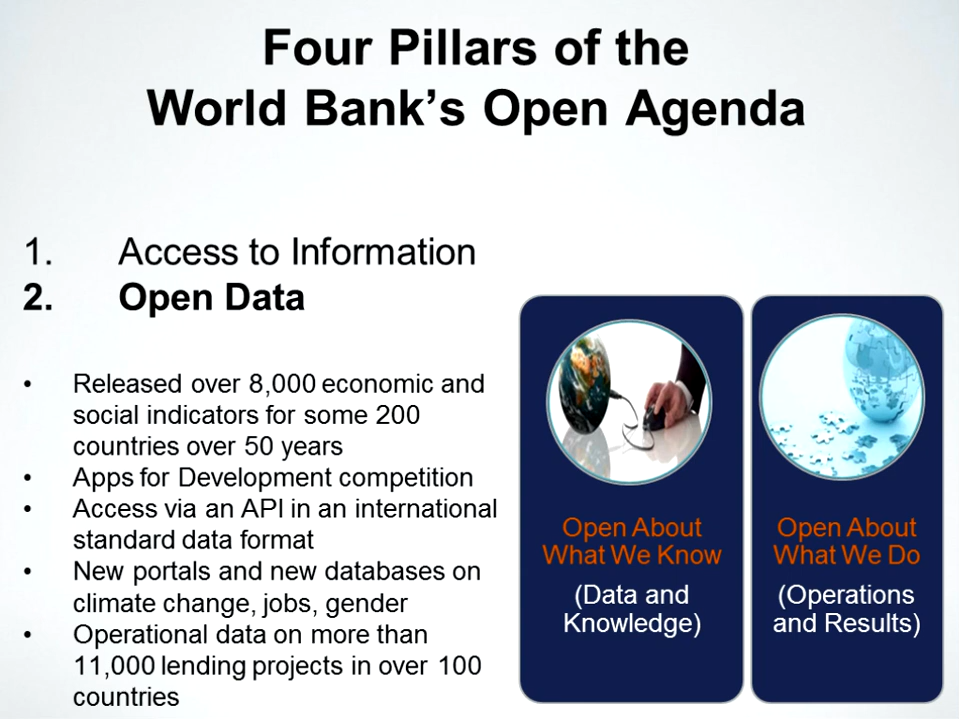 Four Pillars of the
World Bank's Open Agenda
1. Access to Information
2. Open Data
• Released over 8,000 economic and
social indicators for some 200
countries over 50 years
• Apps for Development competition
• Access via an API in an international
standard data format
• New portals and new databases on
climate change, jobs, gender
• Operational data on more than
11,000 lending projects in over 100
countries
Open About
What We Know
(Data and
Knowledge)
Open About
What We Do
(Operations
and Results)